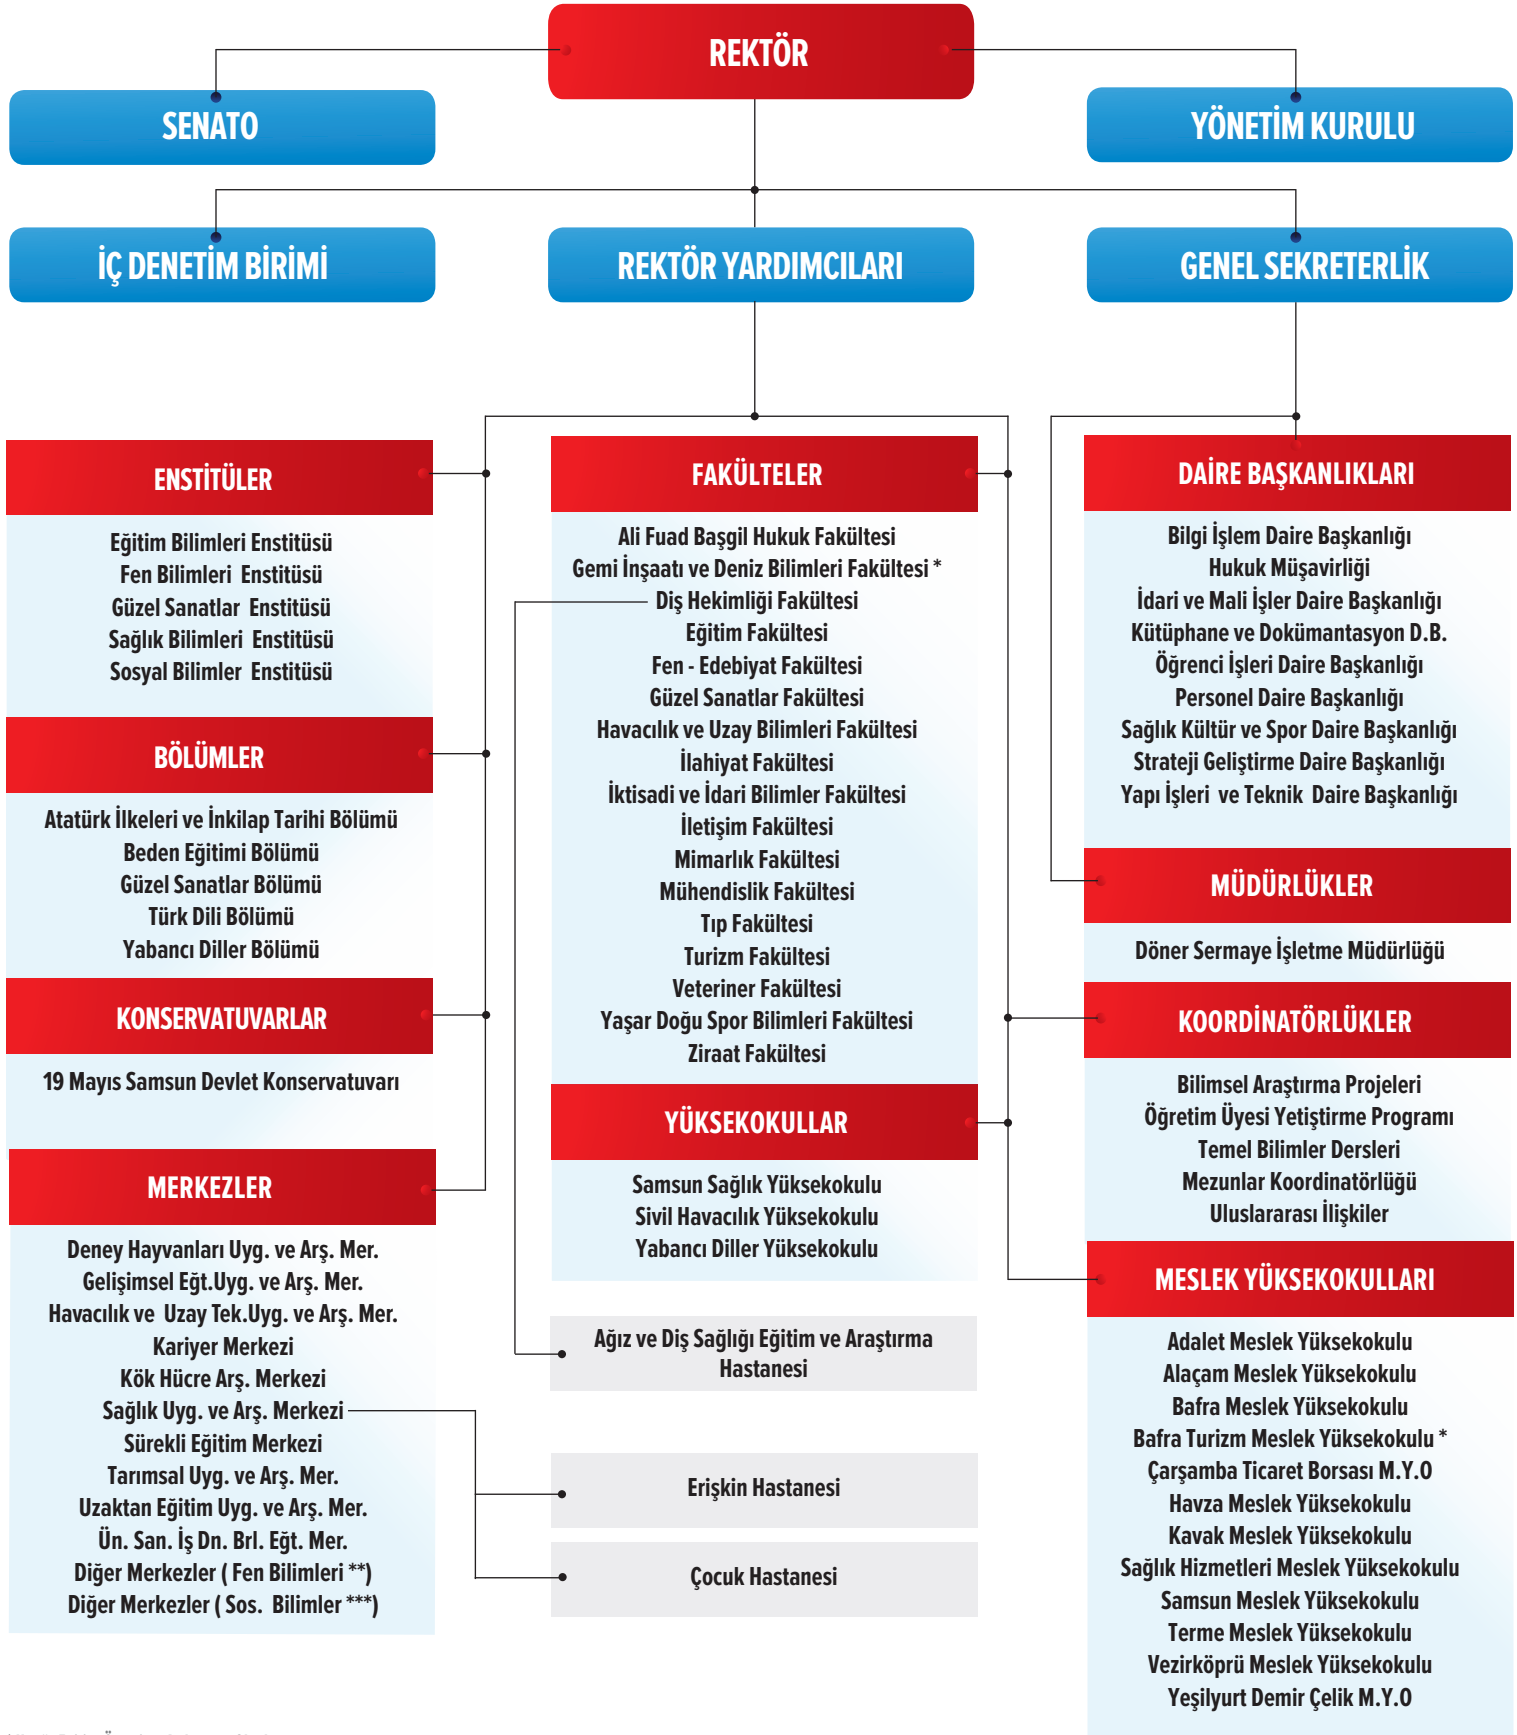 REKTÖR
SENATO
YÖNETİM KURULU
İÇ DENETİM BİRİMİ
REKTÖR YARDIMCILARI
GENEL SEKRETERLİK
ENSTİTÜLER
Eğitim Bilimleri Enstitüsü
Fen Bilimleri Enstitüsü
Güzel Sanatlar Enstitüsü
Sağlık Bilimleri Enstitüsü
Sosyal Bilimler Enstitüsü
BÖLÜMLER
Atatürk İlkeleri ve İnkilap Tarihi Bölümü
Beden Eğitimi Bölümü
Güzel Sanatlar Bölümü
Türk Dili Bölümü
Yabancı Diller Bölümü
KONSERVATUVARLAR
19 Mayıs Samsun Devlet Konservatuvarı
MERKEZLER
Deney Hayvanları Uyg. ve Arş. Mer.
Gelişimsel Eğt.Uyg. ve Arş. Mer.
Havacılık ve Uzay Tek.Uyg. ve Arş. Mer.
Kariyer Merkezi
Kök Hücre Arş. Merkezi
Sağlık Uyg. ve Arş. Merkezi
Sürekli Eğitim Merkezi
Tarımsal Uyg. ve Arş. Mer.
Uzaktan Eğitim Uyg. ve Arş. Mer.
Ün. San. İş Dn. Brl. Eğt. Mer.
Diğer Merkezler ( Fen Bilimleri **)
Diğer Merkezler ( Sos. Bilimler ***)
FAKÜLTELER
Ali Fuad Başgil Hukuk Fakültesi
Gemi İnşaatı ve Deniz Bilimleri Fakültesi *
Diş Hekimliği Fakültesi
Eğitim Fakültesi
Fen - Edebiyat Fakültesi
Güzel Sanatlar Fakültesi
Havacılık ve Uzay Bilimleri Fakültesi
İlahiyat Fakültesi
İktisadi ve İdari Bilimler Fakültesi
İletişim Fakültesi
Mimarlık Fakültesi
Mühendislik Fakültesi
Tıp Fakültesi
Turizm Fakültesi
Veteriner Fakültesi
Yaşar Doğu Spor Bilimleri Fakültesi
Ziraat Fakültesi
YÜKSEKOKULLAR
Samsun Sağlık Yüksekokulu
Sivil Havacılık Yüksekokulu
Yabancı Diller Yüksekokulu
Ağız ve Diş Sağlığı Eğitim ve Araştırma
Hastanesi
Erişkin Hastanesi
Çocuk Hastanesi
DAİRE BAŞKANLIKLARI
Bilgi İşlem Daire Başkanlığı
Hukuk Müşavirliği
İdari ve Mali İşler Daire Başkanlığı
Kütüphane ve Dokümantasyon D.B.
Öğrenci İşleri Daire Başkanlığı
Personel Daire Başkanlığı
Sağlık Kültür ve Spor Daire Başkanlığı
Strateji Geliştirme Daire Başkanlığı
Yapı İşleri ve Teknik Daire Başkanlığı
MÜDÜRLÜKLER
Döner Sermaye İşletme Müdürlüğü
KOORDİNATÖRLÜKLER
Bilimsel Araştırma Projeleri
Öğretim Üyesi Yetiştirme Programı
Temel Bilimler Dersleri
Mezunlar Koordinatörlüğü
Uluslararası İlişkiler
MESLEK YÜKSEKOKULLARI
Adalet Meslek Yüksekokulu
Alaçam Meslek Yüksekokulu
Bafra Meslek Yüksekokulu
Bafra Turizm Meslek Yüksekokulu *
Çarşamba Ticaret Borsası M.Y.O
Havza Meslek Yüksekokulu
Kavak Meslek Yüksekokulu
Sağlık Hizmetleri Meslek Yüksekokulu
Samsun Meslek Yüksekokulu
Terme Meslek Yüksekokulu
Vezirköprü Meslek Yüksekokulu
Yeşilyurt Demir Çelik M.Y.O